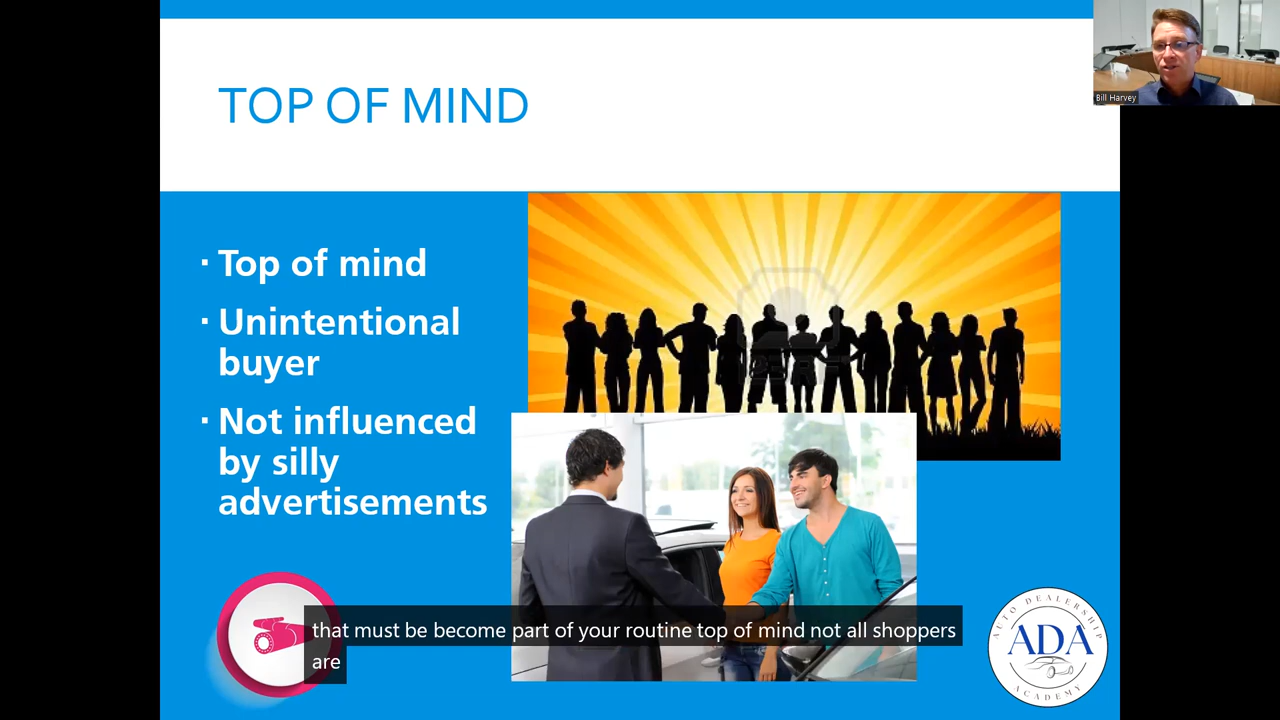 Bill Harvey
TOP OF MIND
▪ Top of mind
▪ Unintentional
buyer
▪ Not influenced
by silly
advertisements
that must be become part of your routine top of mind not all shoppers
are
AUTO DEALERSHIP
ADA
ACADEMY